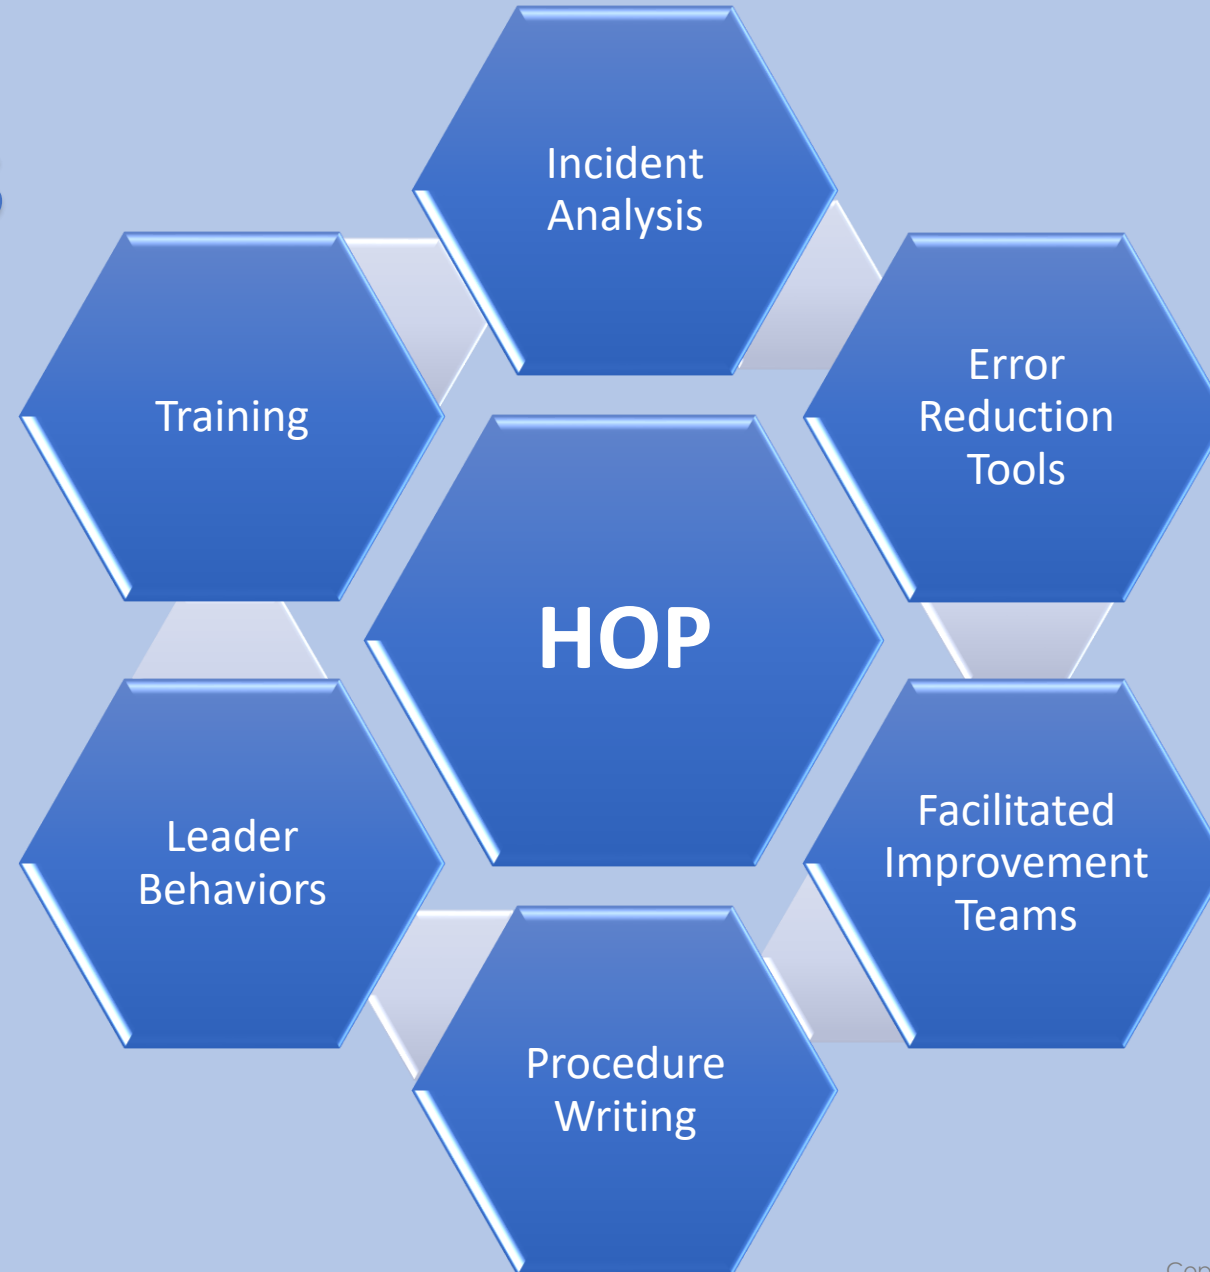 Incident
Analysis
Error
Reduction
Tools
Training
HOP
Facilitated
Improvement
Teams
Leader
Behaviors
Procedure
Writing